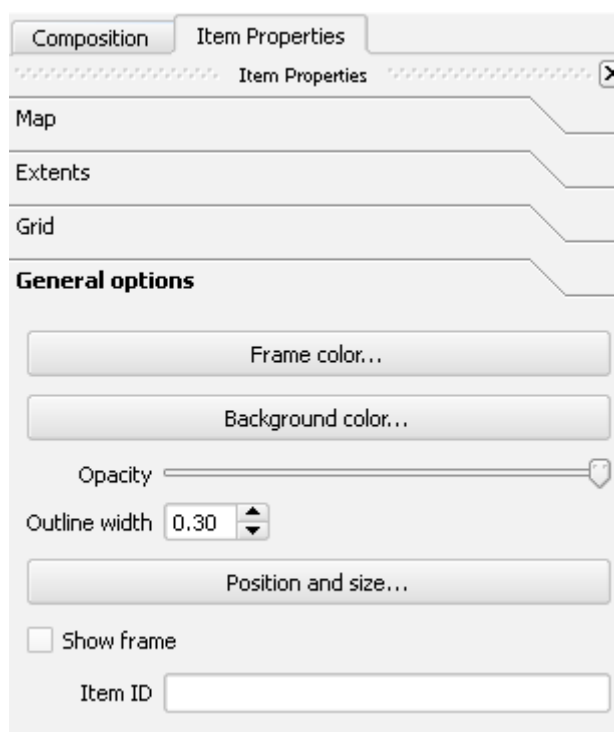 Composition Item Properties
Item Properties
Map
Extents
Grid
General options
Frame color...
Background color...
Opacity
Outline width 0.30
Position and size...
Show frame
Item ID